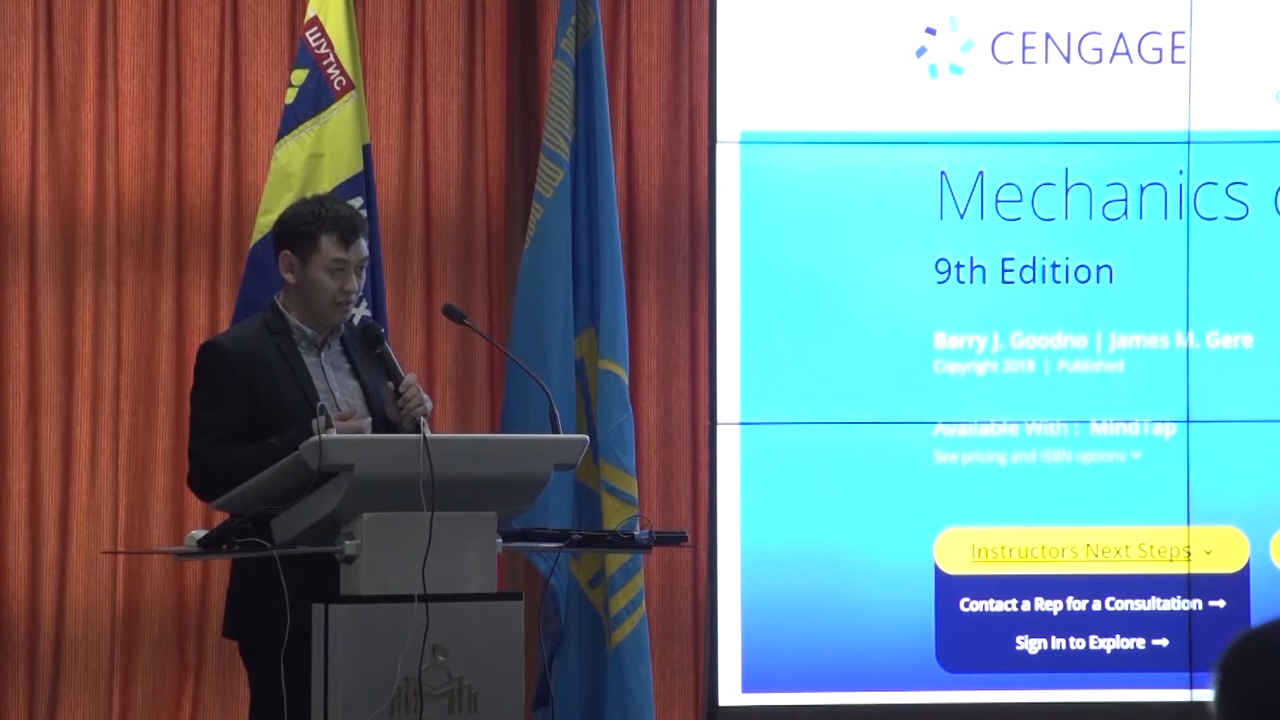 ШУТИС
CENGAGE
Mechanics
9th Edition
Barry J. Goodno | James M. Gere
Copyright 2018 | Published
Available With : MindTap
See pricing and ISBN options
Instructors Next Steps
Contact a Rep for a Consultation →
Sign In to Explore →